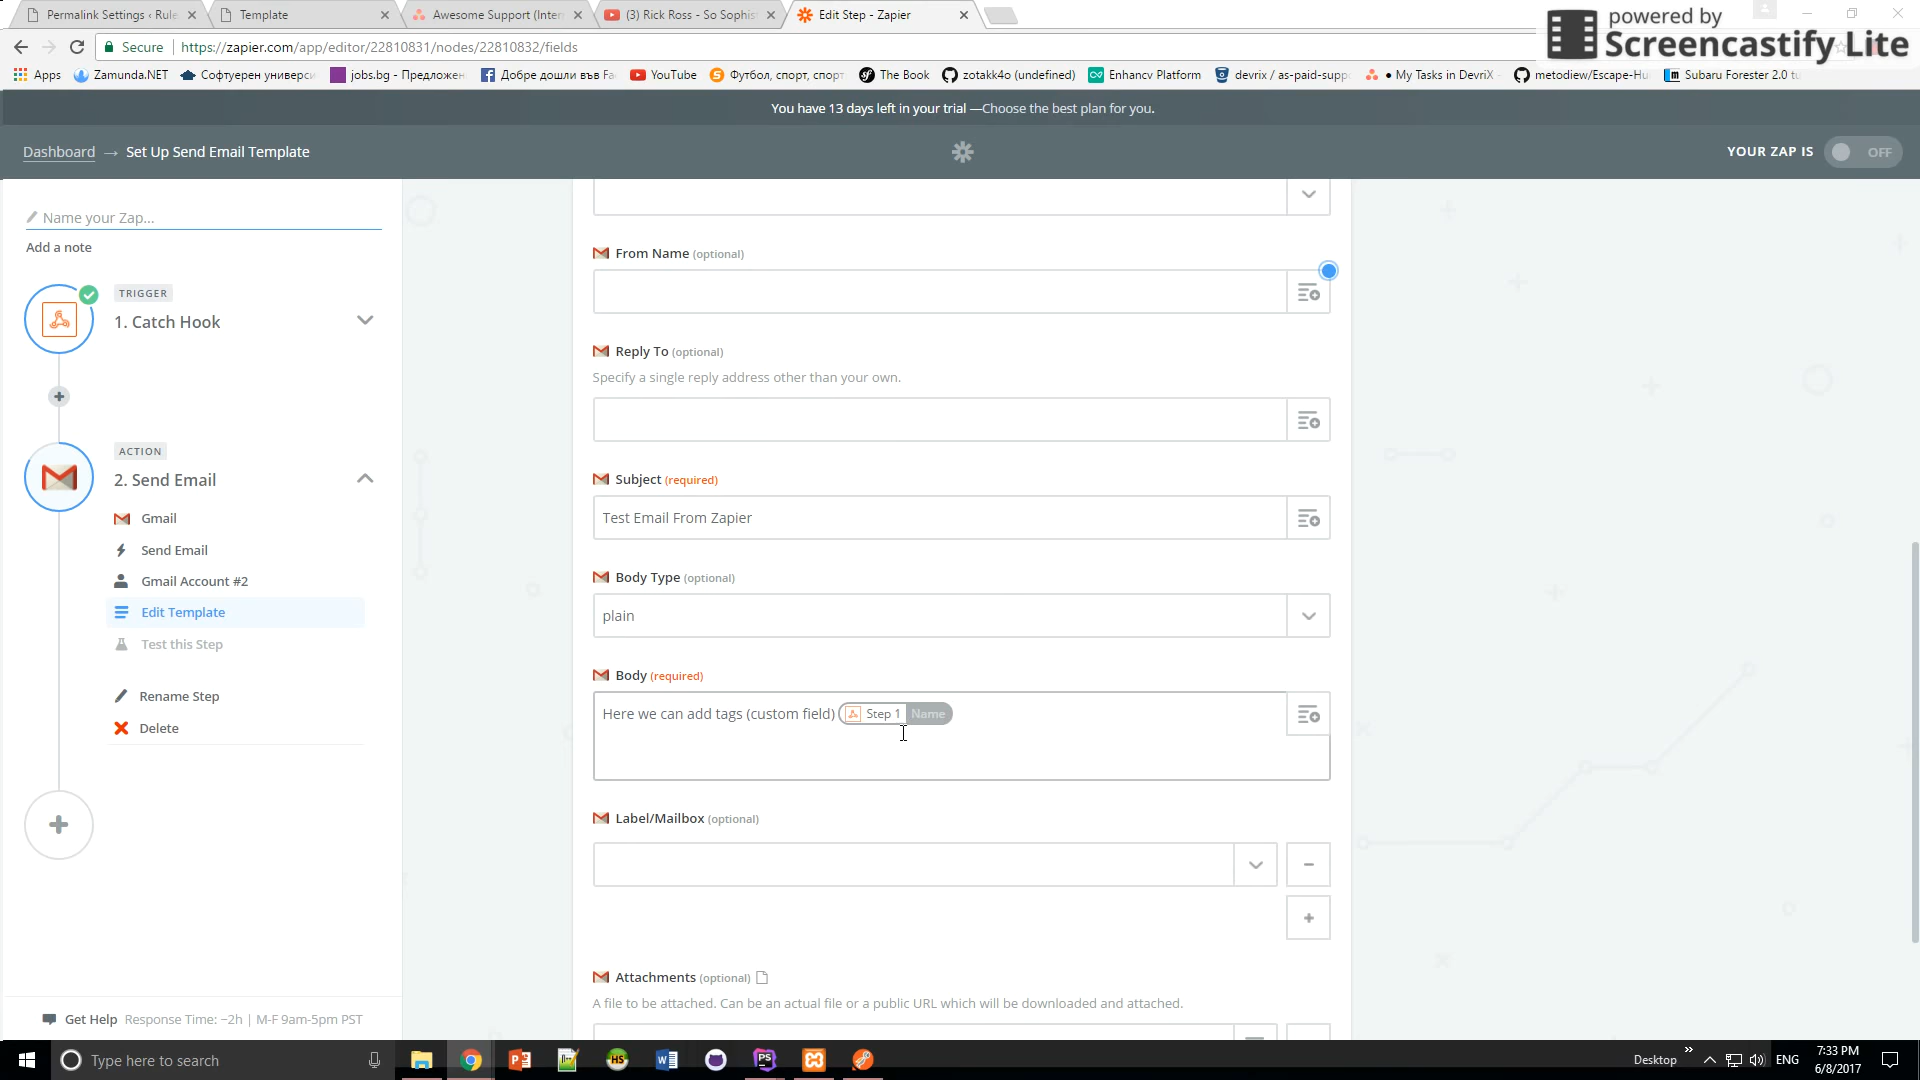 Permalink Settings ‹ Rule
Template
Awesome Support (Inter
(3) Rick Ross - So Sophis
Edit Step - Zapier
powered by
Screencastify Lite
Secure
https://zapier.com/app/editor/22810831/nodes/22810832/fields
Apps
Zamunda.NET
Софтуерен универси
jobs.bg - Предложен
Добре дошли във Fa
YouTube
Футбол, спорт, спорт
The Book
zotakk4o (undefined)
Enhancv Platform
devrix / as-paid-supp
● My Tasks in DevriX
metodiew/Escape-Hu
Subaru Forester 2.0 tu
You have 13 days left in your trial —Choose the best plan for you.
Dashboard → Set Up Send Email Template
YOUR ZAP IS
OFF
Name your Zap...
Add a note
TRIGGER
1. Catch Hook
ACTION
2. Send Email
Gmail
Send Email
Gmail Account #2
Edit Template
Test this Step
Rename Step
Delete
Get Help Response Time: ~2h | M-F 9am-5pm PST
From Name (optional)
Reply To (optional)
Specify a single reply address other than your own.
Subject (required)
Test Email From Zapier
Body Type (optional)
plain
Body (required)
Here we can add tags (custom field) Step 1 Name
Label/Mailbox (optional)
Attachments (optional)
A file to be attached. Can be an actual file or a public URL which will be downloaded and attached.
Type here to search
HS
PS
Desktop
ENG
7:33 PM
6/8/2017